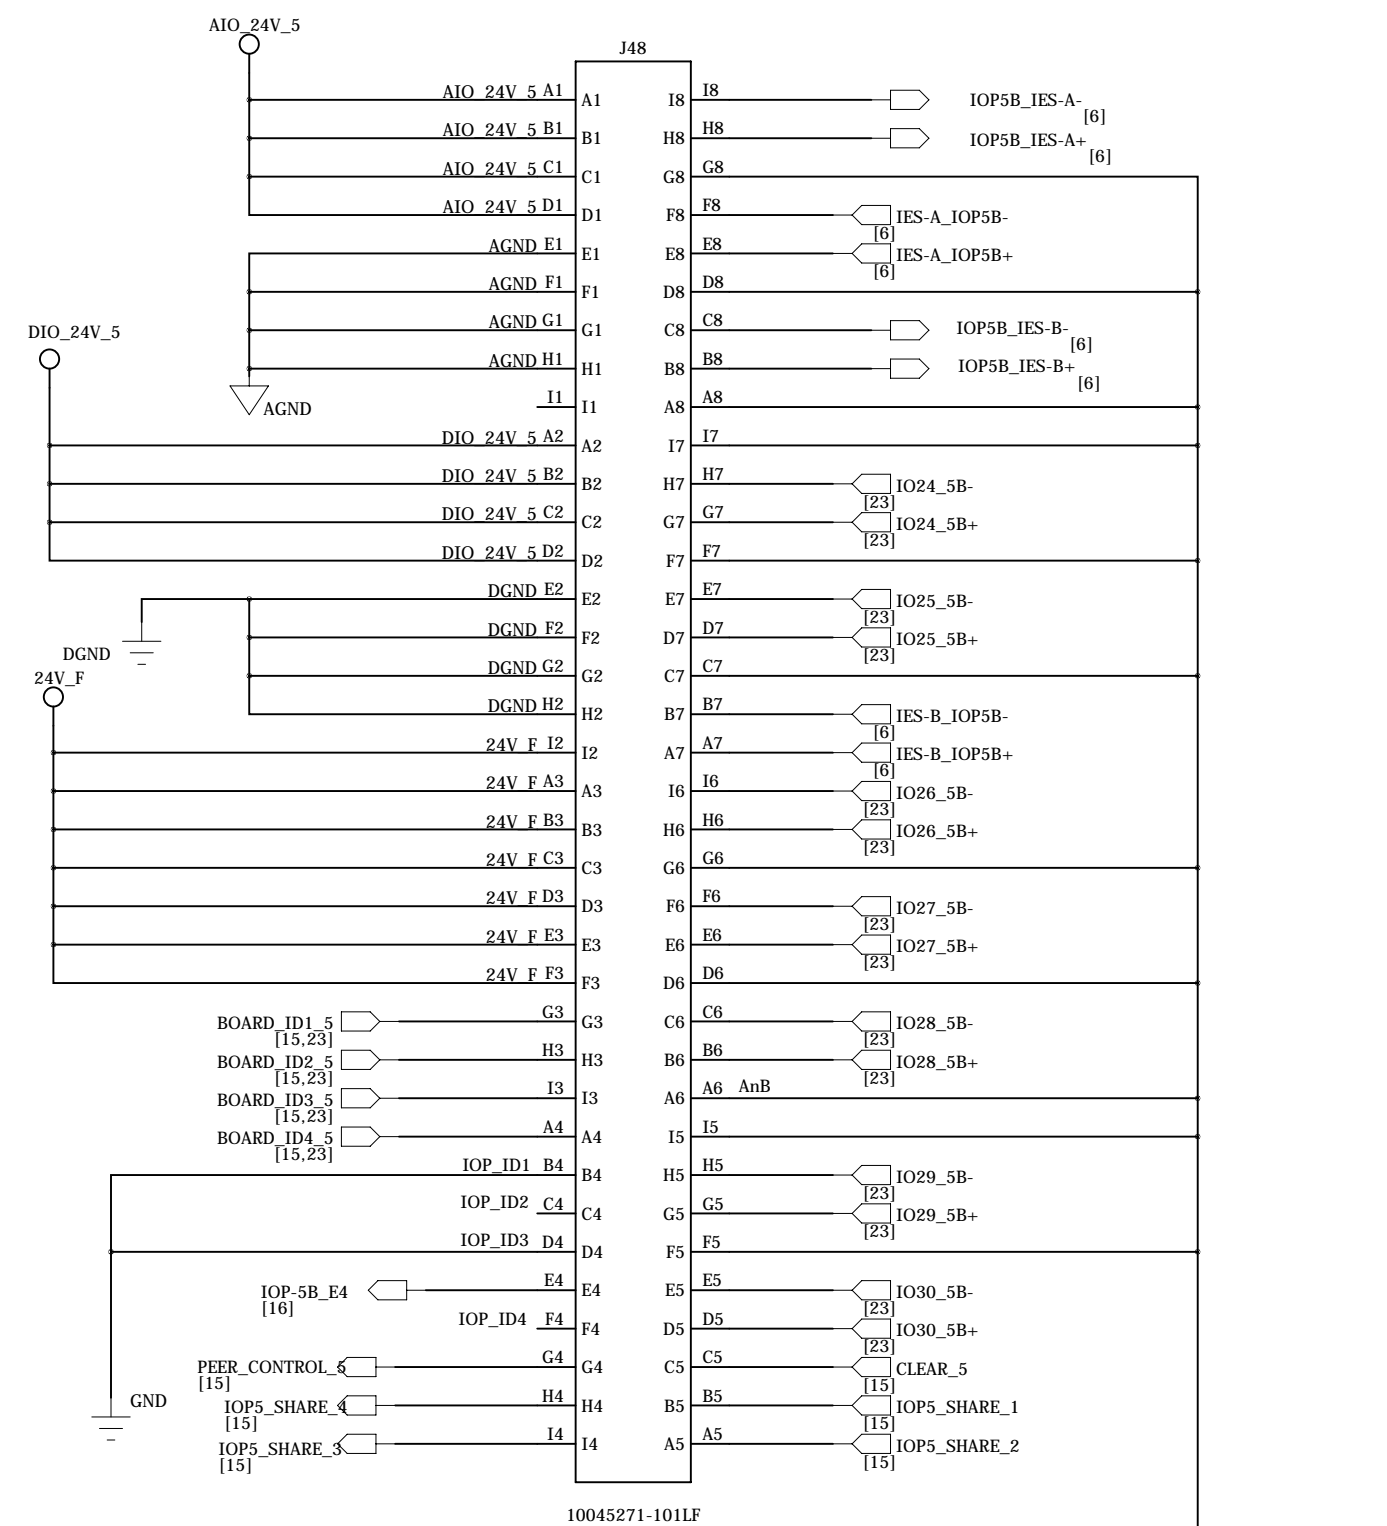 AIO_24V_5
J48
AIO_24V_5 A1 A1 I8 I8 IOP5B_IES-A-
[6]
AIO_24V_5 B1 B1 H8 H8 IOP5B_IES-A+
[6]
AIO_24V_5 C1 C1 G8 G8
AIO_24V_5 D1 D1 F8 F8 IES-A_IOP5B-
[6]
AGND E1 E1 E8 E8 IES-A_IOP5B+
[6]
AGND F1 F1 D8 D8
DIO_24V_5
AGND G1 G1 C8 C8 IOP5B_IES-B-
[6]
AGND H1 H1 B8 B8 IOP5B_IES-B+
[6]
AGND
I1 I1 A8 A8
DIO_24V_5 A2 A2 I7 I7
DIO_24V_5 B2 B2 H7 H7 IO24_5B-
[23]
DIO_24V_5 C2 C2 G7 G7 IO24_5B+
[23]
DIO_24V_5 D2 D2 F7 F7
DGND E2 E2 E7 E7 IO25_5B-
[23]
DGND F2 F2 D7 D7 IO25_5B+
[23]
DGND
DGND G2 G2 C7 C7
24V_F
DGND H2 H2 B7 B7 IES-B_IOP5B-
[6]
24V_F I2 I2 A7 A7 IES-B_IOP5B+
[6]
24V_F A3 A3 I6 I6 IO26_5B-
[23]
24V_F B3 B3 H6 H6 IO26_5B+
[23]
24V_F C3 C3 G6 G6
24V_F D3 D3 F6 F6 IO27_5B-
[23]
24V_F E3 E3 E6 E6 IO27_5B+
[23]
24V_F F3 F3 D6 D6
BOARD_ID1_5 G3 G3 C6 C6 IO28_5B-
[15,23] [23]
BOARD_ID2_5 H3 H3 B6 B6 IO28_5B+
[15,23] [23]
BOARD_ID3_5 I3 I3 A6 A6 AnB
[15,23]
BOARD_ID4_5 A4 A4 I5 I5
[15,23]
IOP_ID1 B4 B4 H5 H5 IO29_5B-
[23]
IOP_ID2 C4 C4 G5 G5 IO29_5B+
[23]
IOP_ID3 D4 D4 F5 F5
IOP-5B_E4 E4 E4 E5 E5 IO30_5B-
[16] [23]
IOP_ID4 F4 F4 D5 D5 IO30_5B+
[23]
PEER_CONTROL_5 G4 G4 C5 C5 CLEAR_5
[15] [15]
GND
IOP5_SHARE_4 H4 H4 B5 B5 IOP5_SHARE_1
[15] [15]
IOP5_SHARE_3 I4 I4 A5 A5 IOP5_SHARE_2
[15] [15]
10045271-101LF